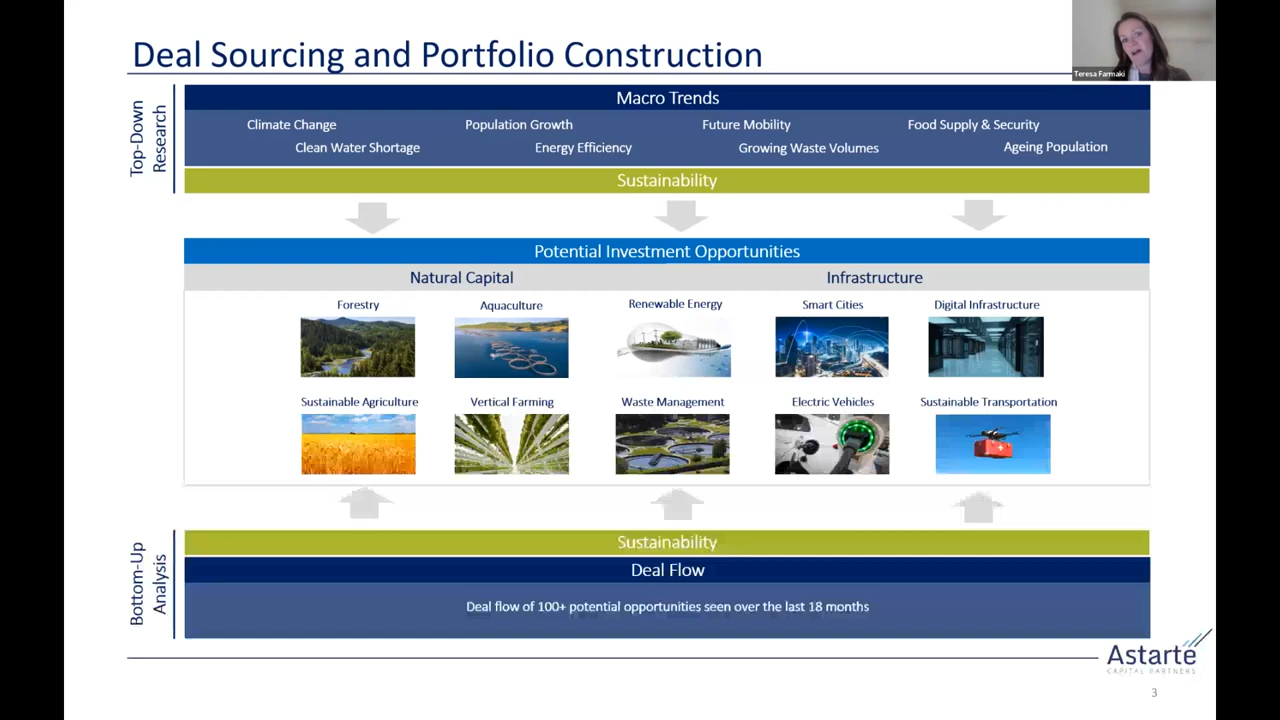 Deal Sourcing and Portfolio Construction
Teresa Farmaki
Top-Down
Research
Macro Trends
Climate Change
Population Growth
Future Mobility
Food Supply & Security
Clean Water Shortage
Energy Efficiency
Growing Waste Volumes
Ageing Population
Sustainability
Potential Investment Opportunities
Natural Capital
Infrastructure
Forestry
Aquaculture
Renewable Energy
Smart Cities
Digital Infrastructure
Sustainable Agriculture
Vertical Farming
Waste Management
Electric Vehicles
Sustainable Transportation
Bottom-Up
Analysis
Sustainability
Deal Flow
Deal flow of 100+ potential opportunities seen over the last 18 months
Astarte
CAPITAL PARTNERS
3